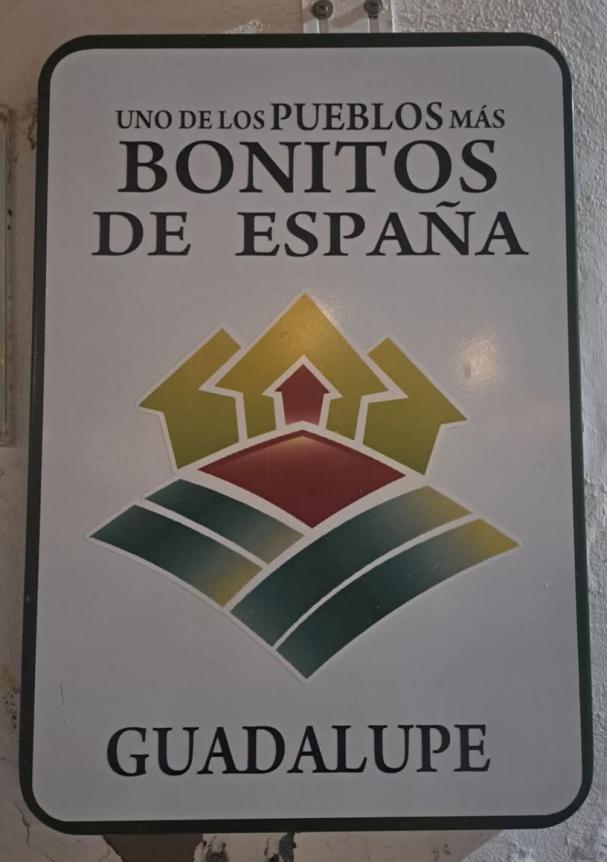 UNO DE LOS PUEBLOS MÁS
BONITOS
DE ESPAÑA
GUADALUPE